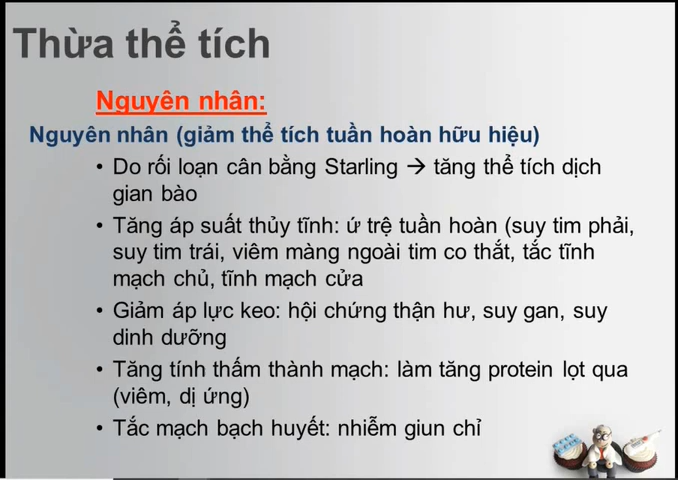 Thừa thể tích
Nguyên nhân:
Nguyên nhân (giảm thể tích tuần hoàn hữu hiệu)
• Do rối loạn cân bằng Starling → tăng thể tích dịch
gian bào
• Tăng áp suất thủy tĩnh: ứ trệ tuần hoàn (suy tim phải,
suy tim trái, viêm màng ngoài tim co thắt, tắc tĩnh
mạch chủ, tĩnh mạch cửa
• Giảm áp lực keo: hội chứng thận hư, suy gan, suy
dinh dưỡng
• Tăng tính thấm thành mạch: làm tăng protein lọt qua
(viêm, dị ứng)
• Tắc mạch bạch huyết: nhiễm giun chỉ